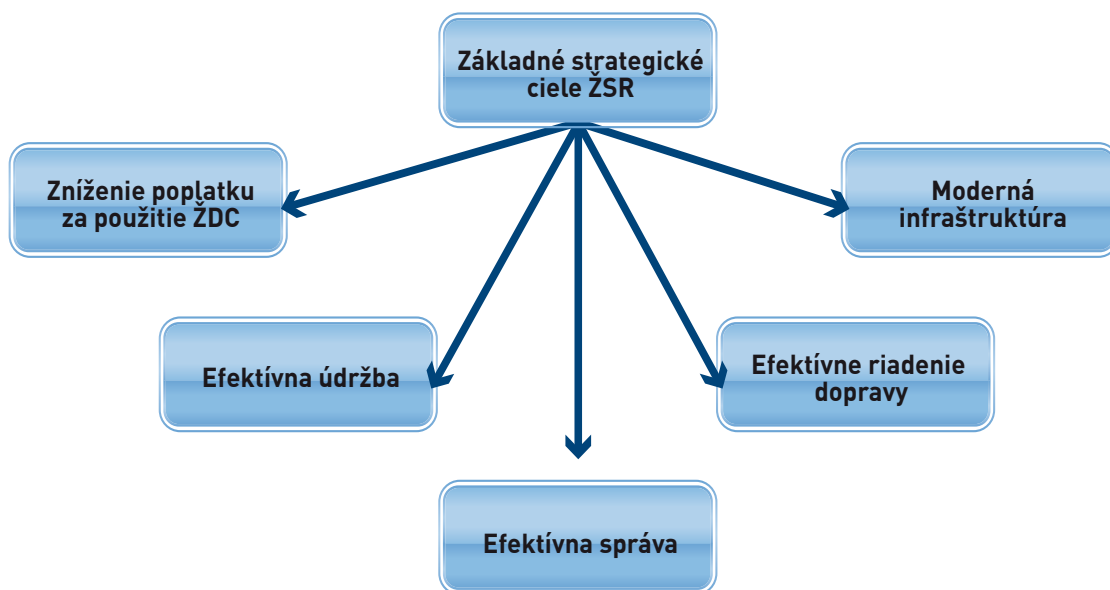 Základné strategické
ciele ŽSR
Zníženie poplatku
za použitie ŽDC
Moderná
infraštruktúra
Efektívna údržba
Efektívne riadenie
dopravy
Efektívna správa